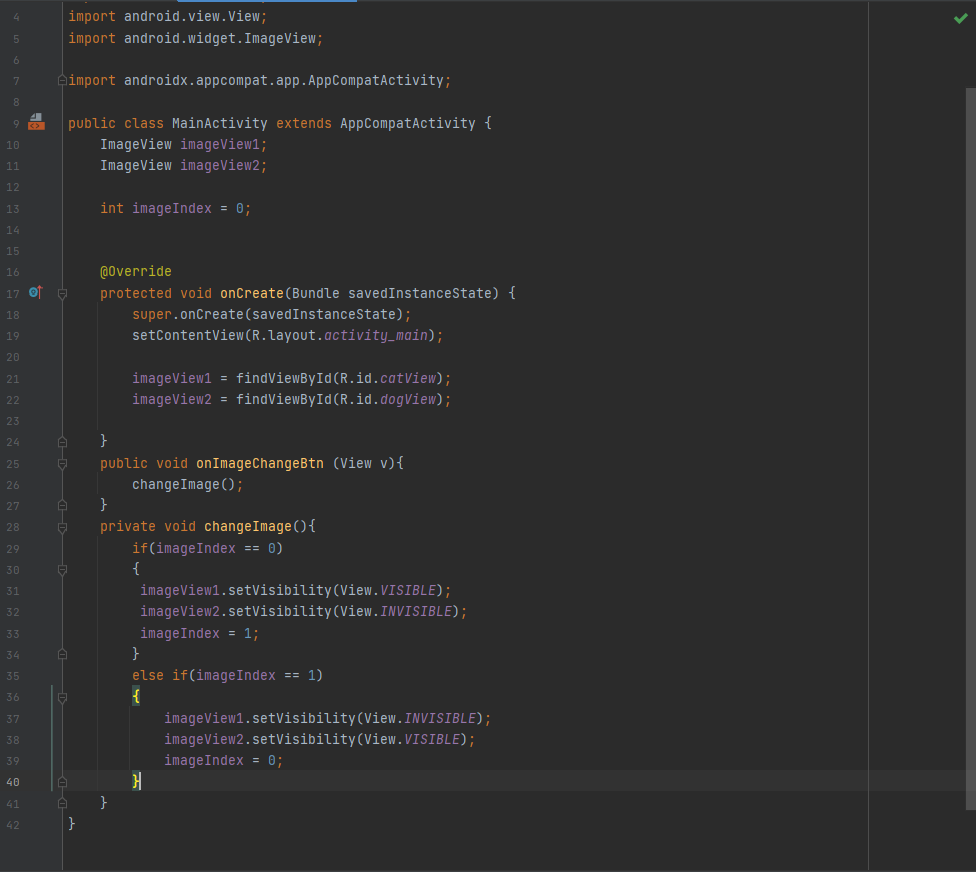 4 import android.view.View;
5 import android.widget.ImageView;
6
7 import androidx.appcompat.app.AppCompatActivity;
8
9 public class MainActivity extends AppCompatActivity {
10 ImageView imageView1;
11 ImageView imageView2;
12
13 int imageIndex = 0;
14
15
16 @Override
17 protected void onCreate(Bundle savedInstanceState) {
18 super.onCreate(savedInstanceState);
19 setContentView(R.layout.activity_main);
20
21 imageView1 = findViewById(R.id.catView);
22 imageView2 = findViewById(R.id.dogView);
23
24 }
25 public void onImageChangeBtn (View v){
26 changeImage();
27 }
28 private void changeImage(){
29 if(imageIndex == 0)
30 {
31 imageView1.setVisibility(View.VISIBLE);
32 imageView2.setVisibility(View.INVISIBLE);
33 imageIndex = 1;
34 }
35 else if(imageIndex == 1)
36 {
37 imageView1.setVisibility(View.INVISIBLE);
38 imageView2.setVisibility(View.VISIBLE);
39 imageIndex = 0;
40 }
41 }
42 }